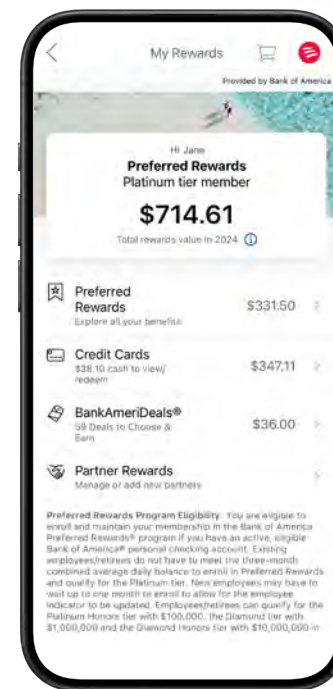 My Rewards
Provided by Bank of America
Hi Jane
Preferred Rewards
Platinum tier member
$714.61
Total rewards value in 2024
Preferred
Rewards
$331.50
Explore all your benefits
Credit Cards
$347.11
$38.10 cash to view/
redeem
BankAmeriDeals®
$36.00
59 Deals to Choose &
Earn
Partner Rewards
Manage or add new partners
Preferred Rewards Program Eligibility. You are eligible to
enroll and maintain your membership in the Bank of America
Preferred Rewards® program if you have an active, eligible
Bank of America® personal checking account. Existing
employees/retirees do not have to meet the three-month
combined average daily balance to enroll in Preferred Rewards
and qualify for the Platinum tier. New employees may have to
wait up to one month to enroll to allow for the employee
indicator to be updated. Employees/retirees can qualify for the
Platinum Honors tier with $100,000, the Diamond tier with
$1,000,000 and the Diamond Honors tier with $10,000,000 in